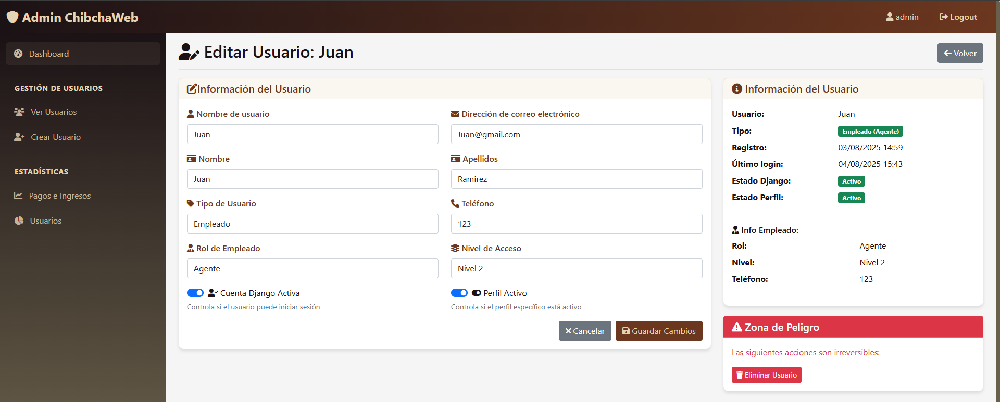 Admin ChibchaWeb
admin
Logout
Dashboard
GESTIÓN DE USUARIOS
Ver Usuarios
Crear Usuario
ESTADÍSTICAS
Pagos e Ingresos
Usuarios
Editar Usuario: Juan
Volver
Información del Usuario
Nombre de usuario
Dirección de correo electrónico
Juan
Juan@gmail.com
Nombre
Apellidos
Juan
Ramirez
Tipo de Usuario
Teléfono
Empleado
123
Rol de Empleado
Nivel de Acceso
Agente
Nivel 2
Cuenta Django Activa
Perfil Activo
Controla si el usuario puede iniciar sesión
Controla si el perfil específico está activo
Cancelar
Guardar Cambios
Información del Usuario
Usuario: Juan
Tipo: Empleado (Agente)
Registro: 03/08/2025 14:59
Último login: 04/08/2025 15:43
Estado Django: Activo
Estado Perfil: Activo
Info Empleado:
Rol: Agente
Nivel: Nivel 2
Teléfono: 123
Zona de Peligro
Las siguientes acciones son irreversibles:
Eliminar Usuario